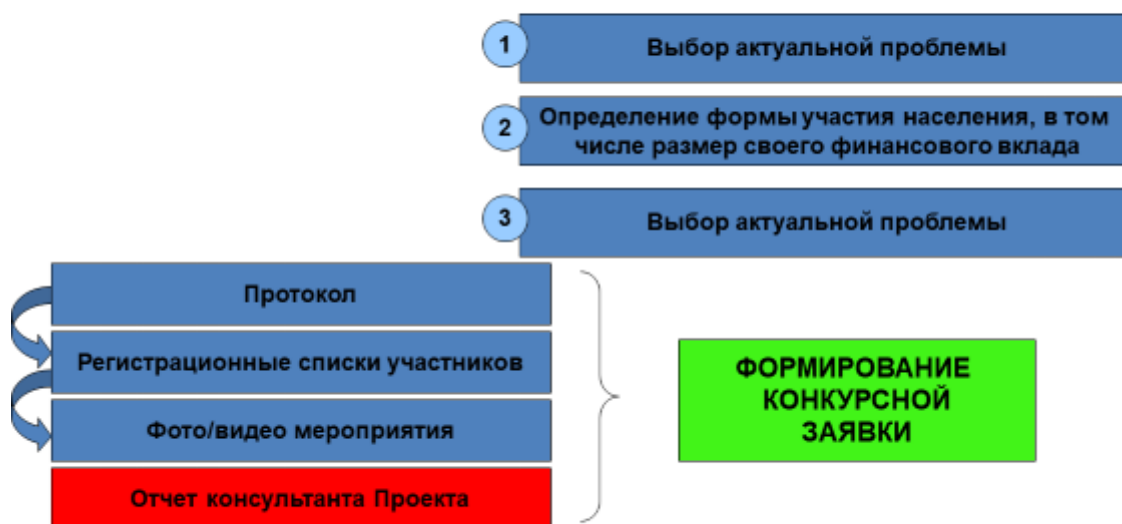 1
Выбор актуальной проблемы
2
Определение формы участия населения, в том
числе размер своего финансового вклада
3
Выбор актуальной проблемы
Протокол
Регистрационные списки участников
Фото/видео мероприятия
Отчет консультанта Проекта
ФОРМИРОВАНИЕ
КОНКУРСНОЙ
ЗАЯВКИ